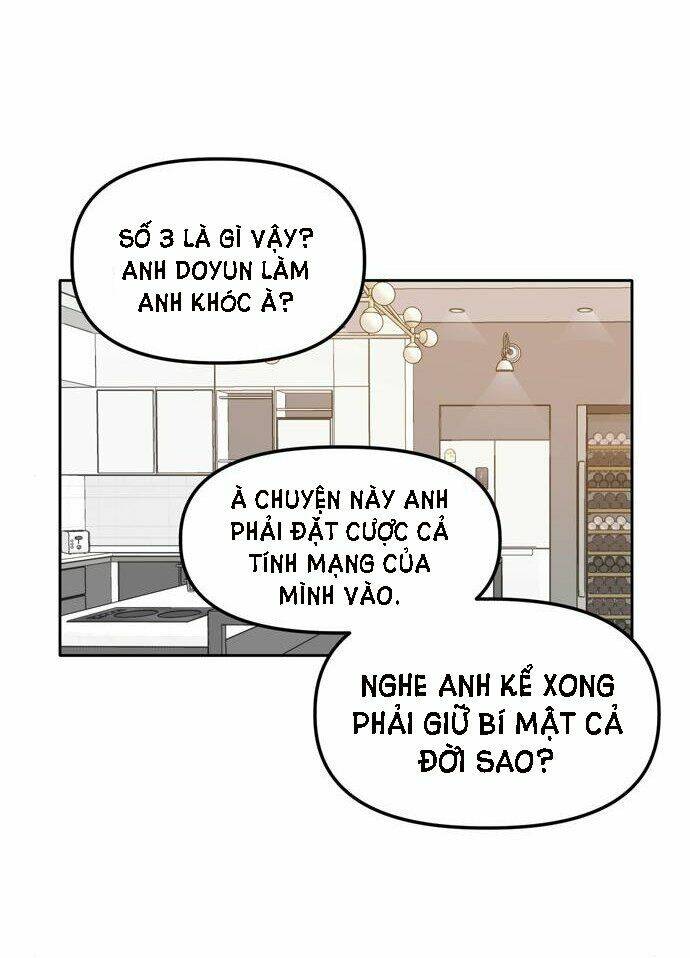 SỐ 3 LÀ GÌ VẬY?
ANH DOYUN LÀM
ANH KHÓC À?
À CHUYỆN NÀY ANH
PHẢI ĐẶT CƯỢC CẢ
TÍNH MẠNG CỦA
MÌNH VÀO.
NGHE ANH KỂ XONG
PHẢI GIỮ BÍ MẬT CẢ
ĐỜI SAO?